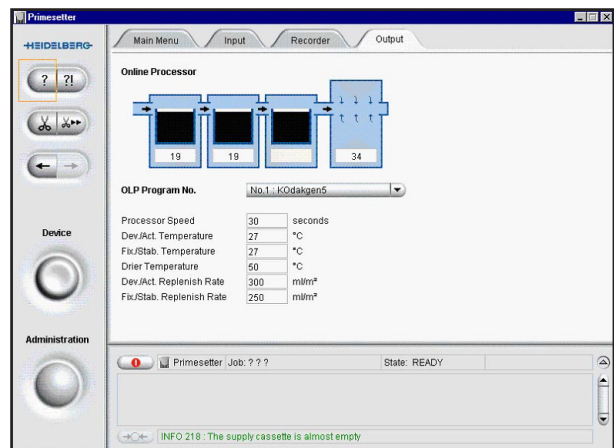 Primesetter
-HEIDELBERG-
Main Menu
Input
Recorder
Output
? ?!
Online Processor
19
19
34
OLP Program No.
No.1 : KOdakgen5
Processor Speed 30 seconds
Dev./Act. Temperature 27 °C
Fix./Stab. Temperature 27 °C
Drier Temperature 50 °C
Dev./Act. Replenish Rate 300 ml/m²
Fix./Stab. Replenish Rate 250 ml/m²
Device
Administration
0 Primesetter Job: ? ? ? State: READY
INFO 218 : The supply cassette is almost empty